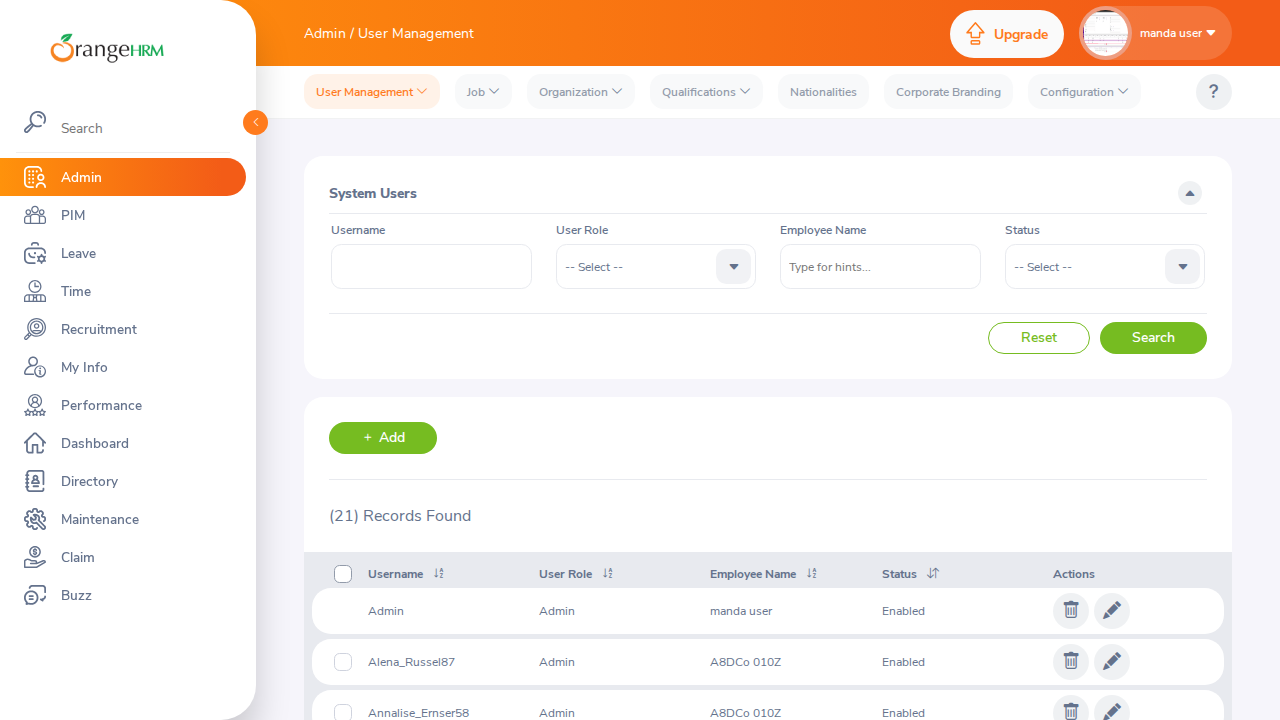 OrangeHRM
Search
Admin
PIM
Leave
Time
Recruitment
My Info
Performance
Dashboard
Directory
Maintenance
Claim
Buzz
Admin / User Management
Upgrade
manda user
User Management
Job
Organization
Qualifications
Nationalities
Corporate Branding
Configuration
?
System Users
Username
User Role
Employee Name
Status
-- Select --
Type for hints...
-- Select --
Reset
Search
+ Add
(21) Records Found
Username
User Role
Employee Name
Status
Actions
Admin
Admin
manda user
Enabled
Alena_Russel87
Admin
A8DCo 010Z
Enabled
Annalise_Ernser58
Admin
A8DCo 010Z
Enabled